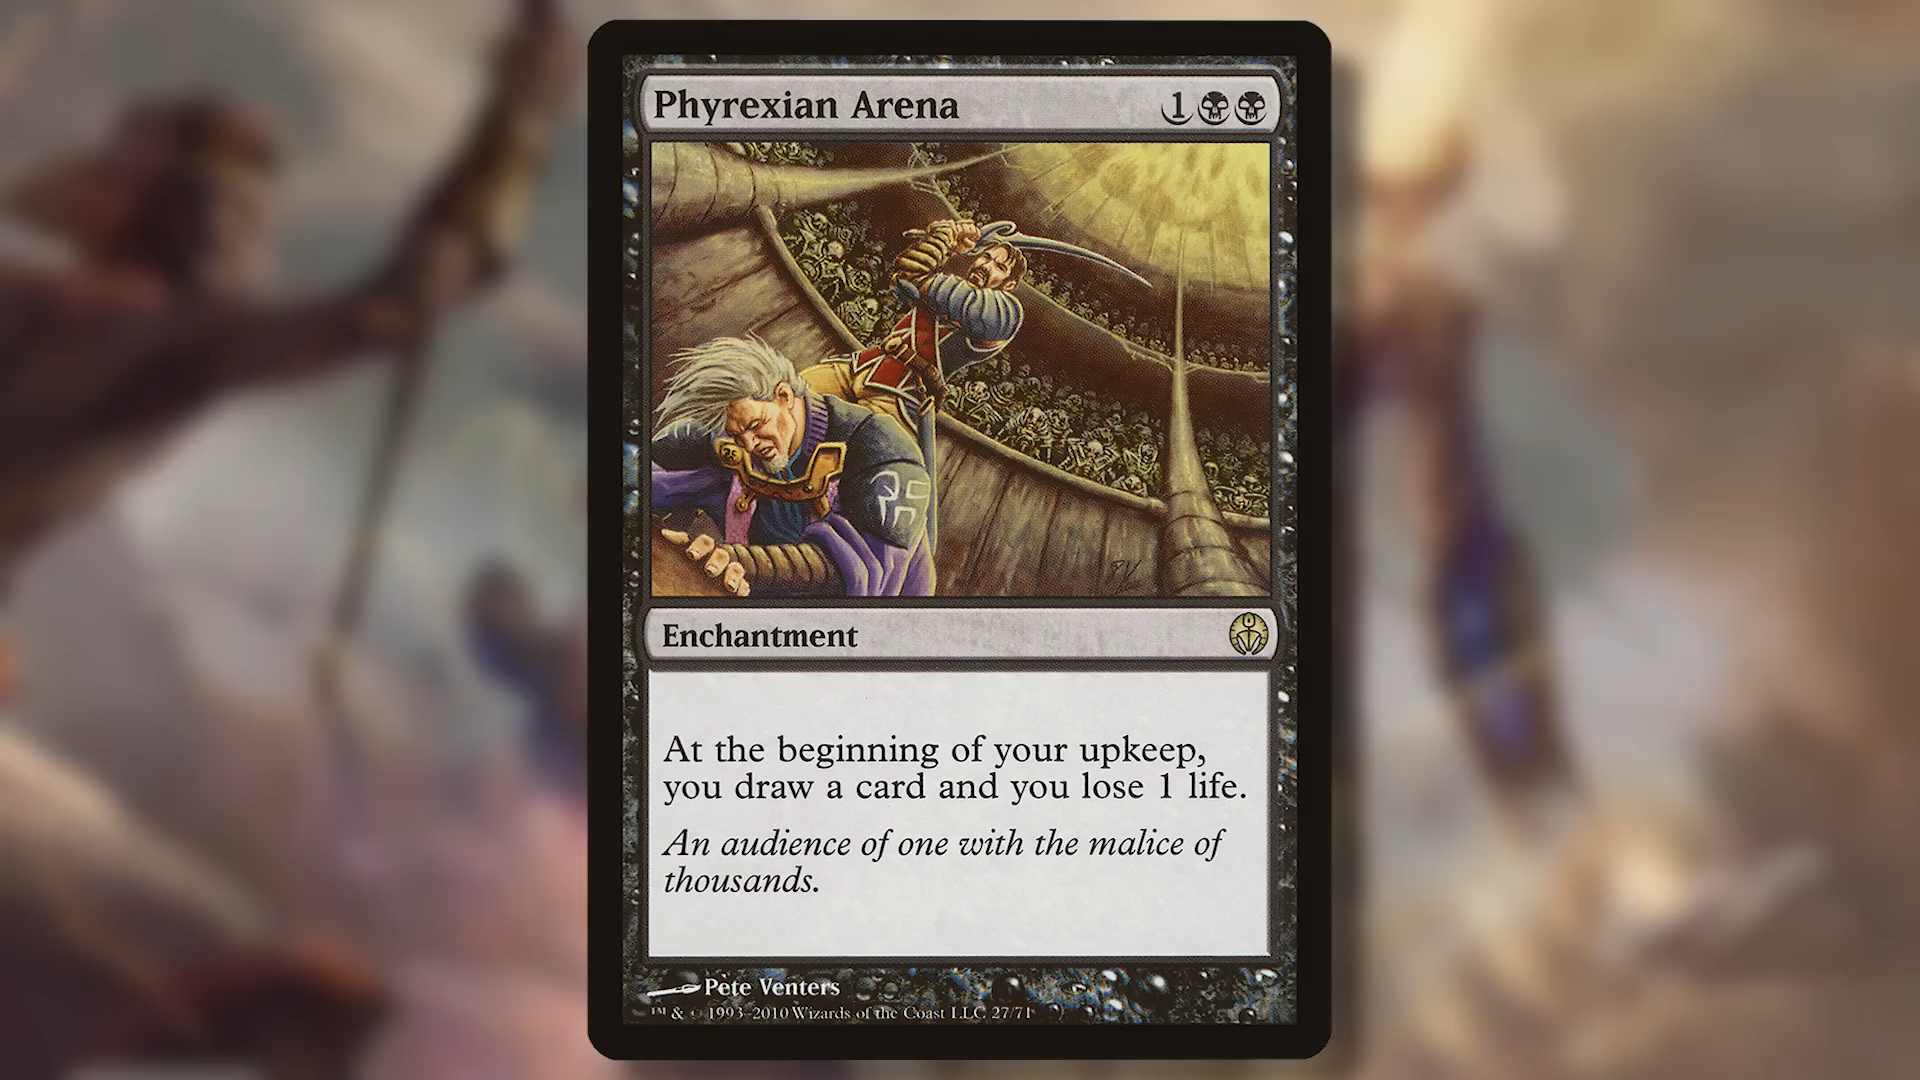 Phyrexian Arena 1
Enchantment
At the beginning of your upkeep,
you draw a card and you lose 1 life.
An audience of one with the malice of
thousands.
Pete Venters
™ & © 1993–2010 Wizards of the Coast LLC 27/71